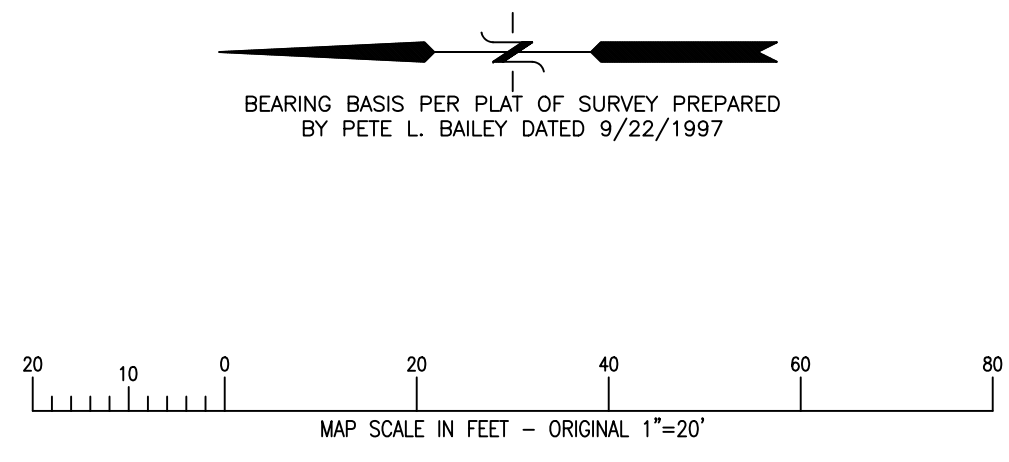 N
BEARING BASIS PER PLAT OF SURVEY PREPARED
BY PETE L. BAILEY DATED 9/22/1997
20 10 0 20 40 60 80
MAP SCALE IN FEET – ORIGINAL 1"=20'